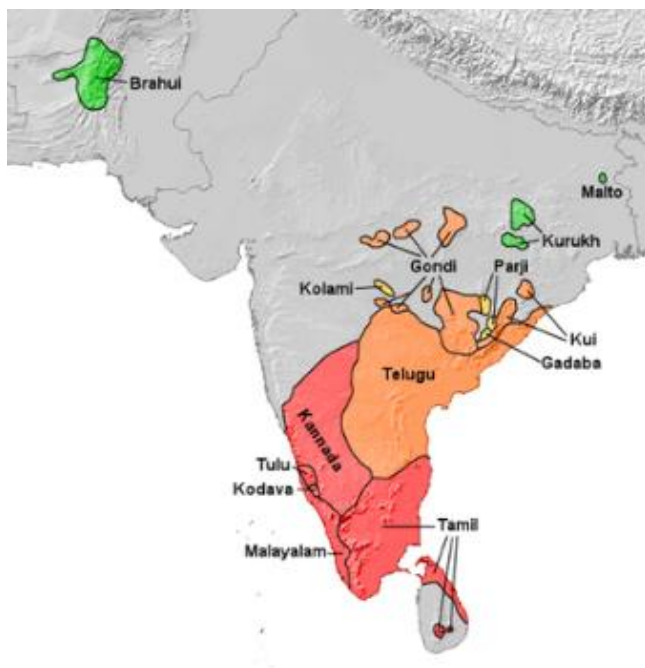 Brahui
Malto
Kurukh
Gondi
Parji
Kolami
Kui
Gadaba
Telugu
Kannada
Tulu
Kodava
Tamil
Malayalam